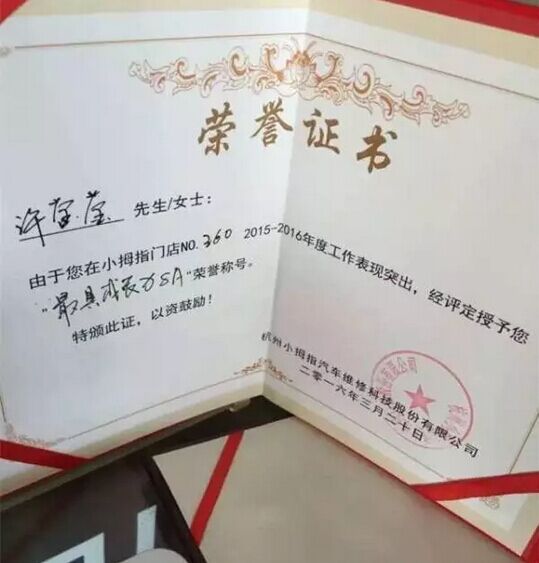 荣誉证书
许莹莹 先生/女士：
由于您在小拇指门店NO.360 2015-2016年度工作表现突出，经评定授予您
"最具成长力SA"荣誉称号。
特颁此证，以资鼓励！
杭州小拇指汽车维修科技股份有限公司
二零一六年三月二十日